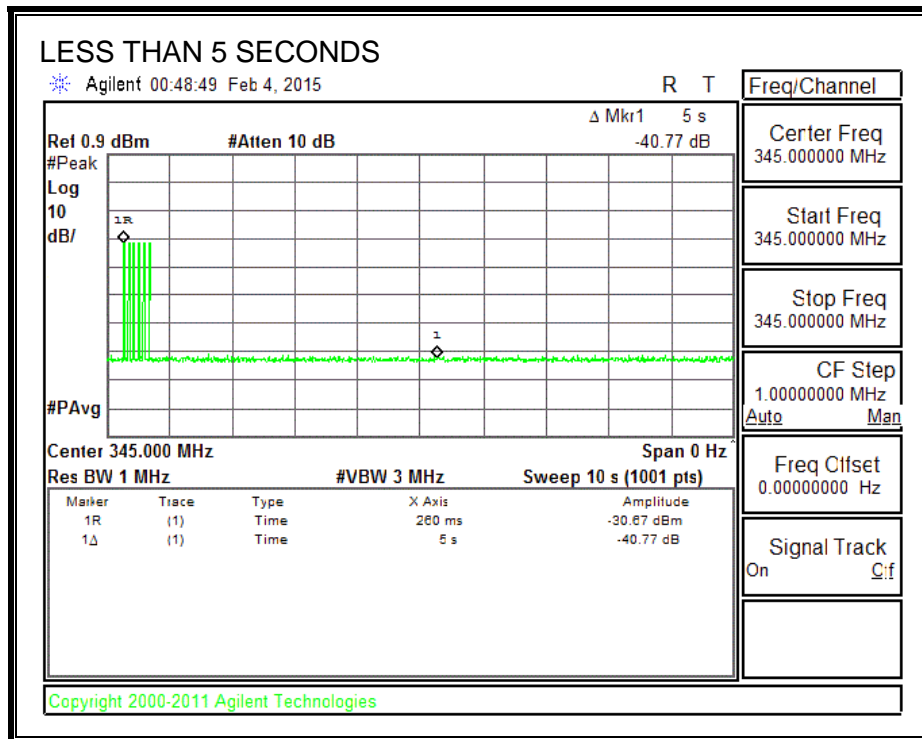 LESS THAN 5 SECONDS
Agilent 00:48:49 Feb 4, 2015 R T
Δ Mkr1 5 s
Ref 0.9 dBm #Atten 10 dB -40.77 dB
#Peak
Log
10
dB/
1R
1
#PAvg
Center 345.000 MHz Span 0 Hz^
Res BW 1 MHz #VBW 3 MHz Sweep 10 s (1001 pts)
Marker Trace Type X Axis Amplitude
1R (1) Time 260 ms -30.67 dBm
1Δ (1) Time 5 s -40.77 dB
Freq/Channel
Center Freq
345.000000 MHz
Start Freq
345.000000 MHz
Stop Freq
345.000000 MHz
CF Step
1.00000000 MHz
Auto Man
Freq Offset
0.00000000 Hz
Signal Track
On Off
Copyright 2000-2011 Agilent Technologies